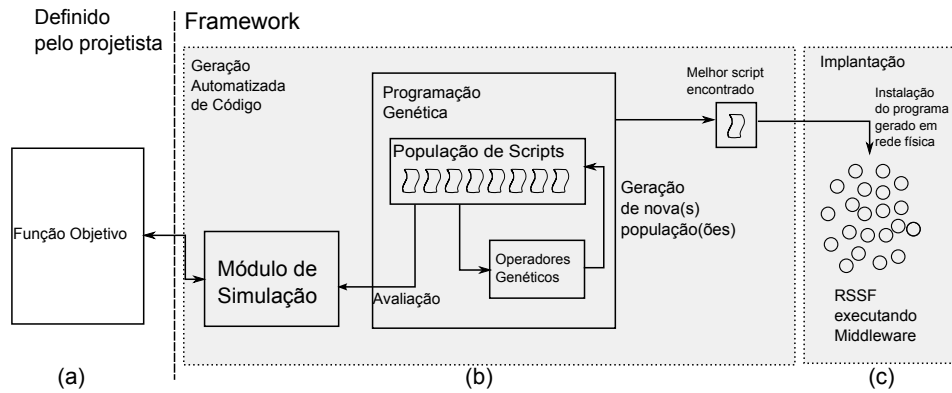 Definido
pelo projetista
Framework
Geração
Automatizada
de Código
Programação
Genética
População de Scripts
Melhor script
encontrado
Implantação
Instalação
do programa
gerado em
rede física
Função Objetivo
Módulo de
Simulação
Avaliação
Operadores
Genéticos
Geração
de nova(s)
população(ões)
RSSF
executando
Middleware
(a)
(b)
(c)